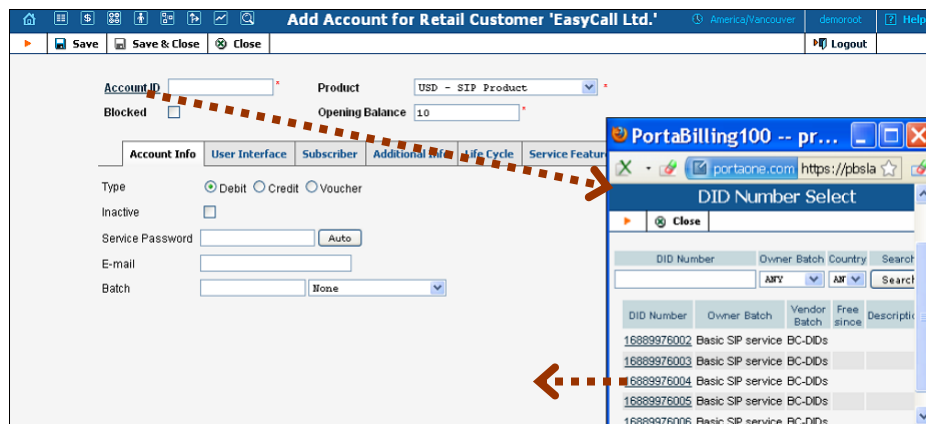 Add Account for Retail Customer 'EasyCall Ltd.' America/Vancouver demoroot ? Help
Save Save & Close Close Logout
Account ID * Product USD - SIP Product *
Blocked Opening Balance 10 *
Account Info User Interface Subscriber Additional Info Life Cycle Service Featur
Type Debit Credit Voucher
Inactive
Service Password Auto
E-mail
Batch None
PortaBilling100 -- pr...
portaone.com https://pbsla
DID Number Select
Close
DID Number Owner Batch Country Search
ANY AN Search
DID Number Owner Batch Vendor Batch Free since Descriptio
16889976002 Basic SIP service BC-DIDs
16889976003 Basic SIP service BC-DIDs
16889976004 Basic SIP service BC-DIDs
16889976005 Basic SIP service BC-DIDs
16889976006 Basic SIP service BC-DIDs